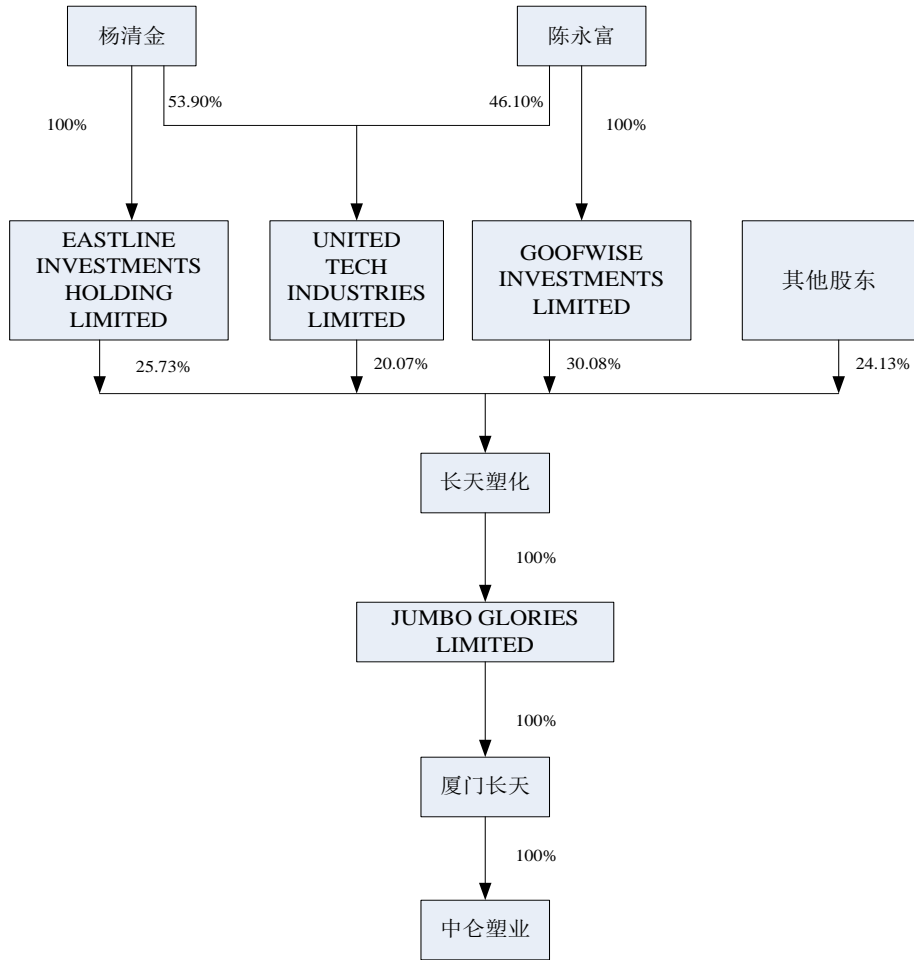 杨清金
陈永富
53.90%
46.10%
100%
100%
EASTLINE
INVESTMENTS
HOLDING
LIMITED
UNITED
TECH
INDUSTRIES
LIMITED
GOOFWISE
INVESTMENTS
LIMITED
其他股东
25.73%
20.07%
30.08%
24.13%
长天塑化
100%
JUMBO GLORIES
LIMITED
100%
厦门长天
100%
中仑塑业